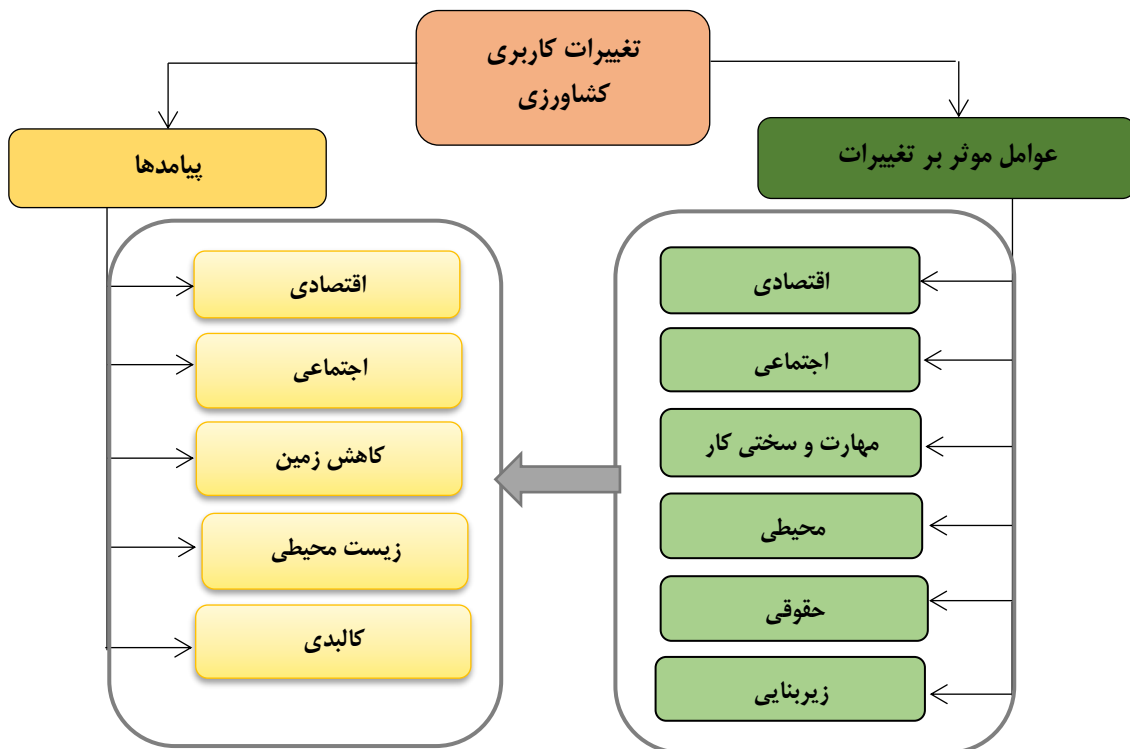 تغییرات کاربری
کشاورزی
عوامل موثر بر تغییرات
اقتصادی
اجتماعی
مهارت و سختی کار
محیطی
حقوقی
زیربنایی
پیامدها
اقتصادی
اجتماعی
کاهش زمین
زیست محیطی
کالبدی